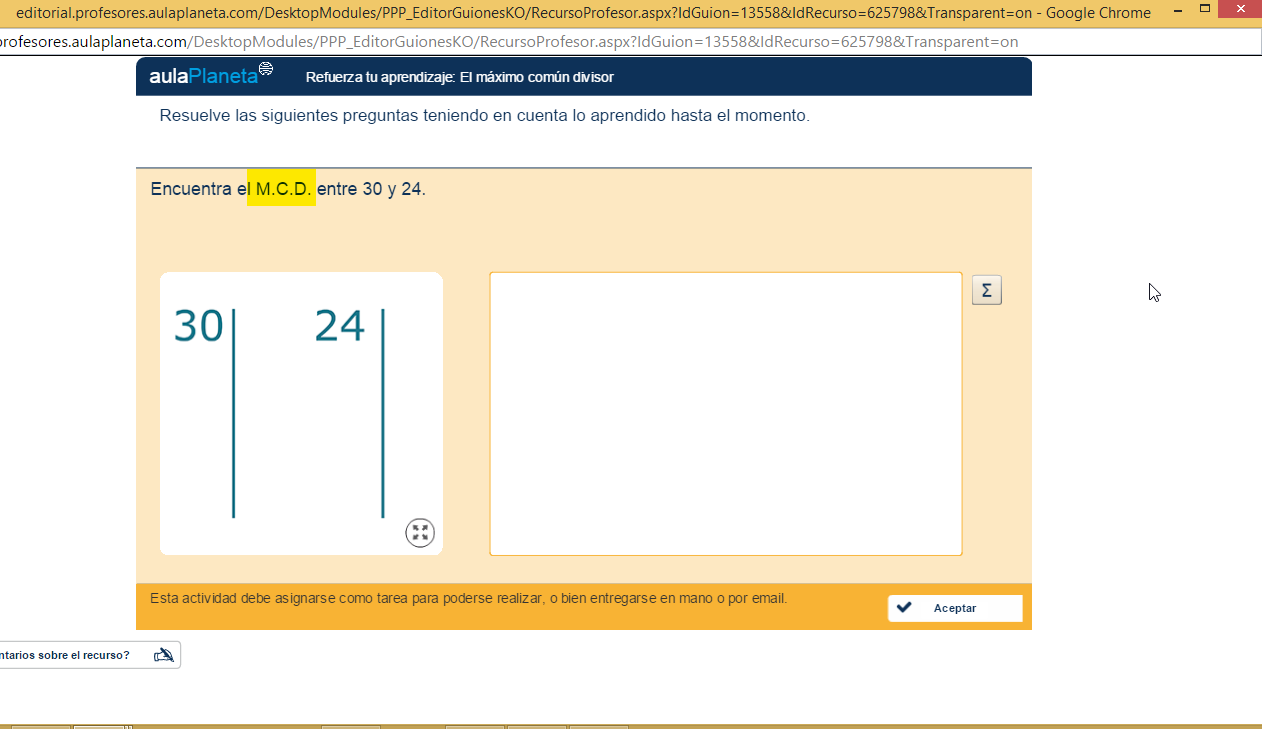 editorial.profesores.aulaplaneta.com/DesktopModules/PPP_EditorGuionesKO/RecursoProfesor.aspx?IdGuion=13558&IdRecurso=625798&Transparent=on - Google Chrome
rofesores.aulaplaneta.com/DesktopModules/PPP_EditorGuionesKO/RecursoProfesor.aspx?IdGuion=13558&IdRecurso=625798&Transparent=on
aulaPlaneta Refuerza tu aprendizaje: El máximo común divisor
Resuelve las siguientes preguntas teniendo en cuenta lo aprendido hasta el momento.
Encuentra el M.C.D. entre 30 y 24.
30 24
Σ
Esta actividad debe asignarse como tarea para poderse realizar, o bien entregarse en mano o por email.
Aceptar
ntarios sobre el recurso?